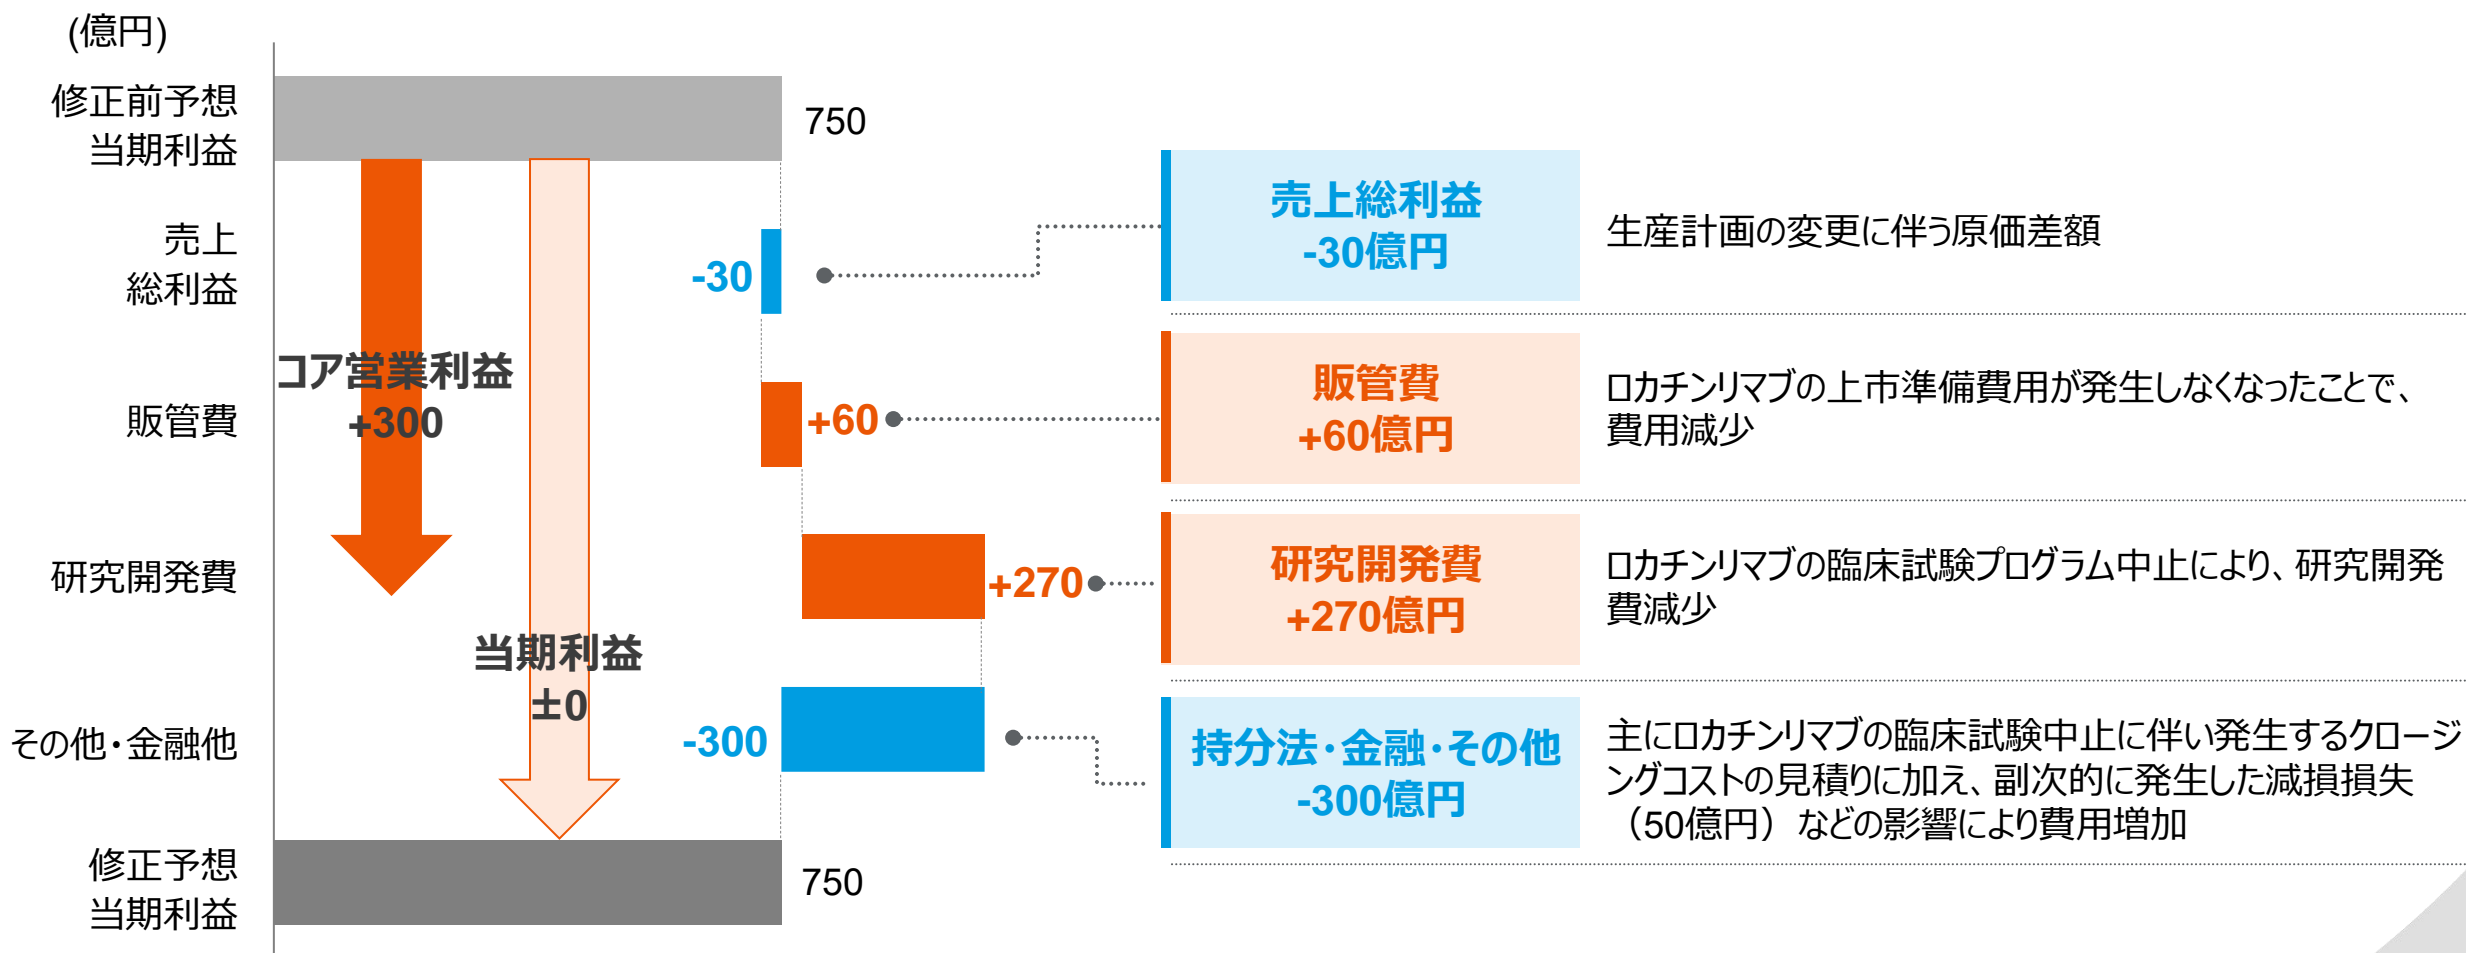 (億円)
修正前予想
当期利益
750
売上
総利益
-30
売上総利益
-30億円
生産計画の変更に伴う原価差額
コア営業利益
+300
販管費
+60
販管費
+60億円
ロカチンリマブの上市準備費用が発生しなくなったことで、
費用減少
研究開発費
+270
研究開発費
+270億円
ロカチンリマブの臨床試験プログラム中止により、研究開発
費減少
当期利益
±0
その他・金融他
-300
持分法・金融・その他
-300億円
主にロカチンリマブの臨床試験中止に伴い発生するクロージ
ングコストの見積りに加え、副次的に発生した減損損失
（50億円）などの影響により費用増加
修正予想
当期利益
750